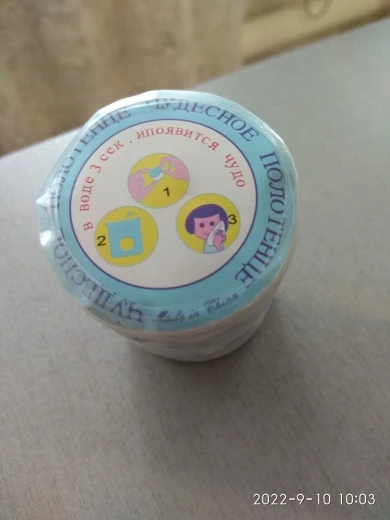 ЧУДЕСНОЕ ПОЛОТЕНЦЕ
ЧУДЕСНОЕ ПОЛОТЕНЦЕ
в воде 3 сек . ипоявится чудо
1
2
3
Made in China
2022-9-10 10:03